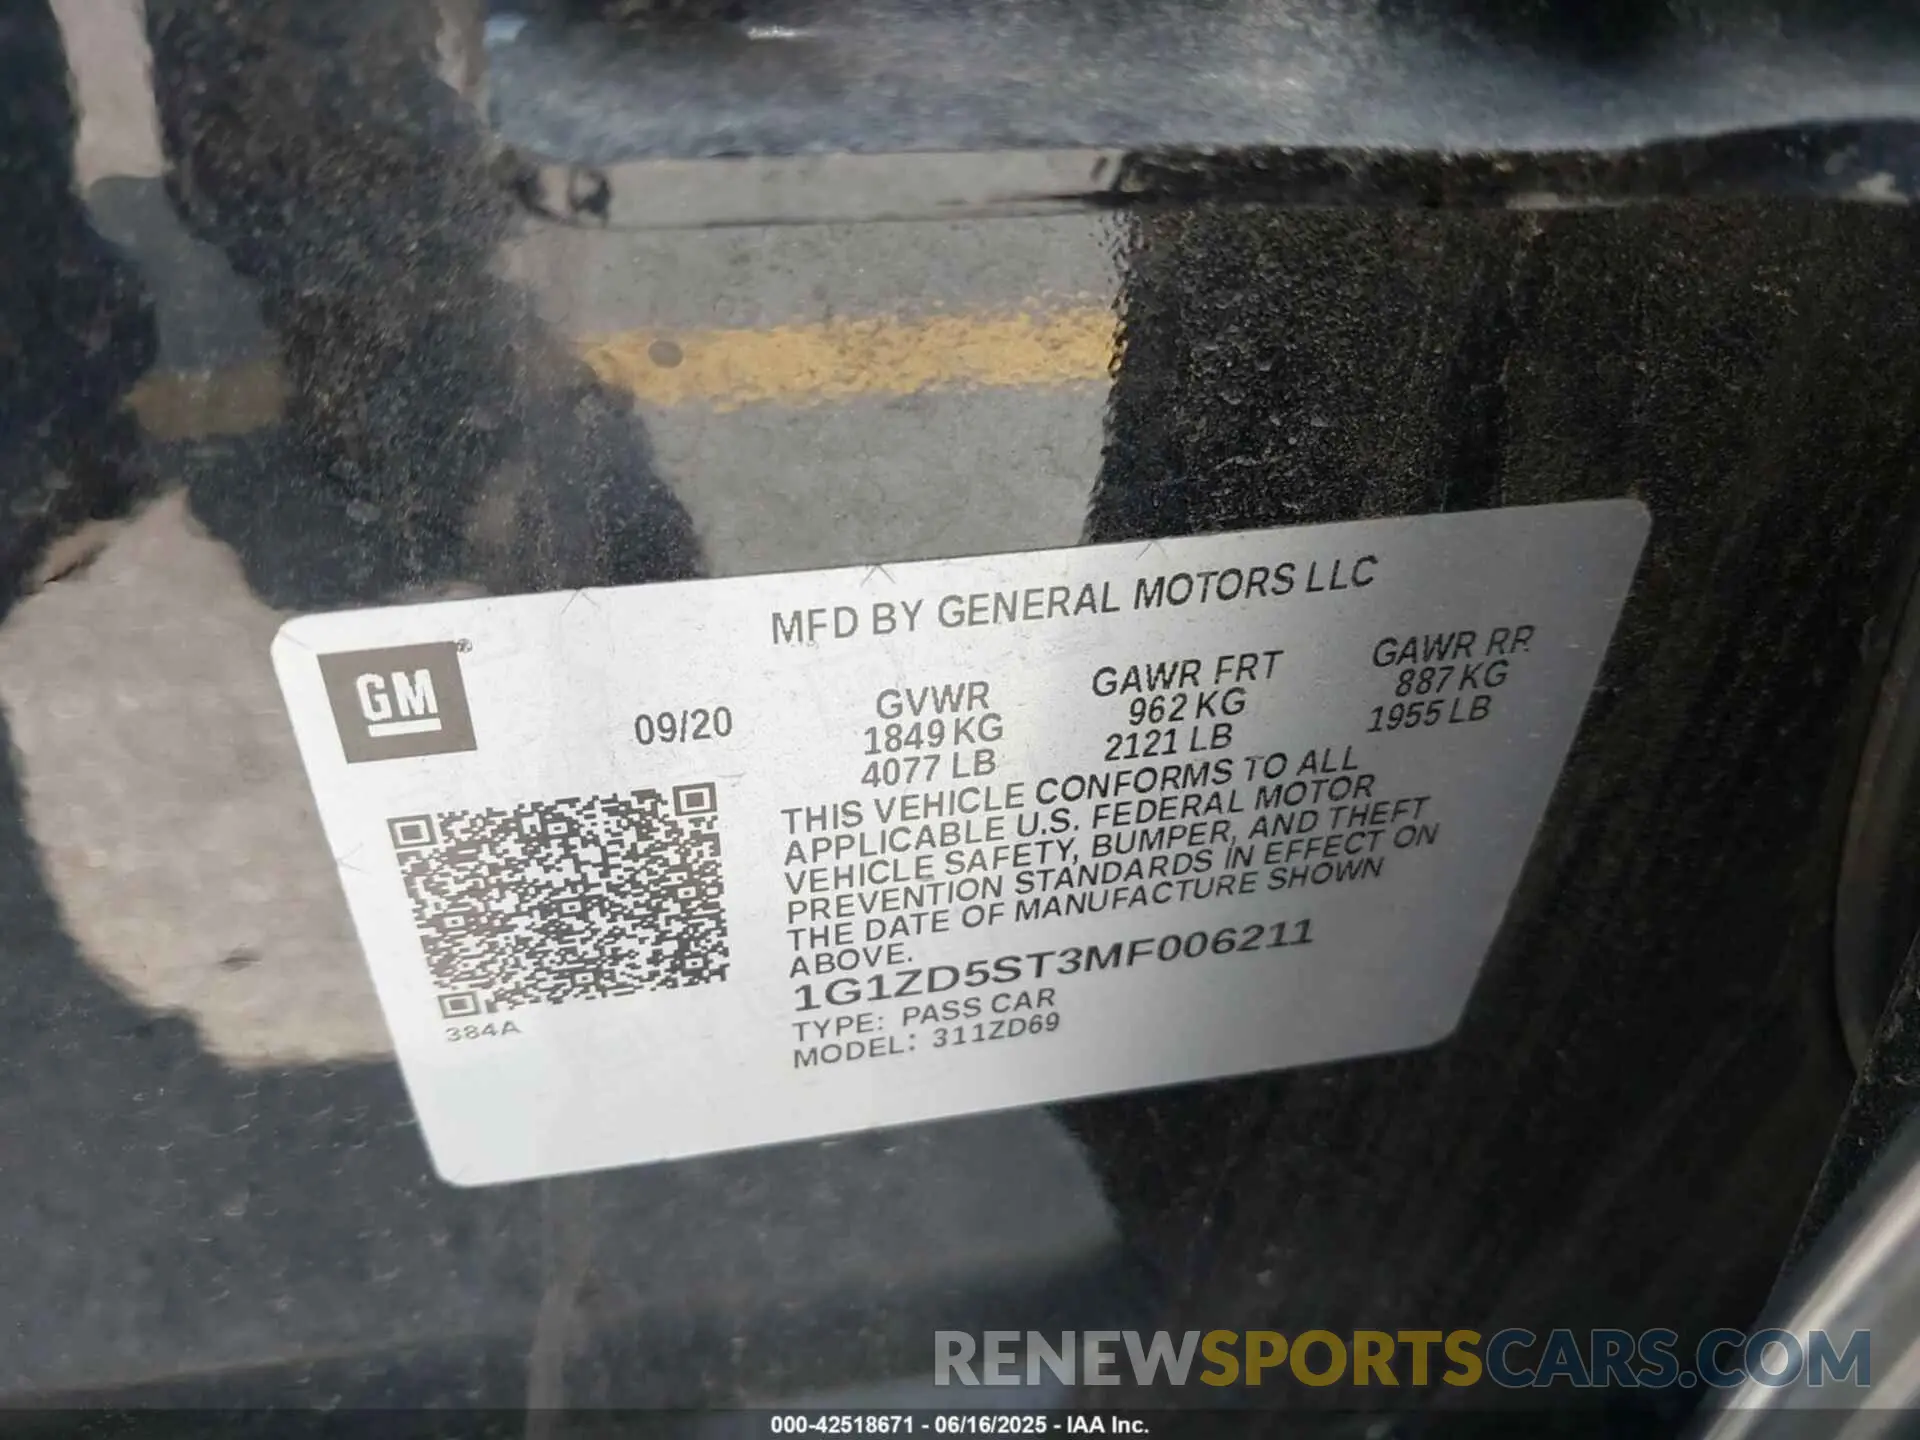 MFD BY GENERAL MOTORS LLC
GM®
09/20
GVWR
1849 KG
4077 LB
GAWR FRT
962 KG
2121 LB
GAWR RR
887 KG
1955 LB
THIS VEHICLE CONFORMS TO ALL
APPLICABLE U.S. FEDERAL MOTOR
VEHICLE SAFETY, BUMPER, AND THEFT
PREVENTION STANDARDS IN EFFECT ON
THE DATE OF MANUFACTURE SHOWN
ABOVE.
1G1ZD5ST3MF006211
TYPE: PASS CAR
MODEL: 311ZD69
384A
RENEWSPORTSCARS.COM
000-42518671 - 06/16/2025 - IAA Inc.